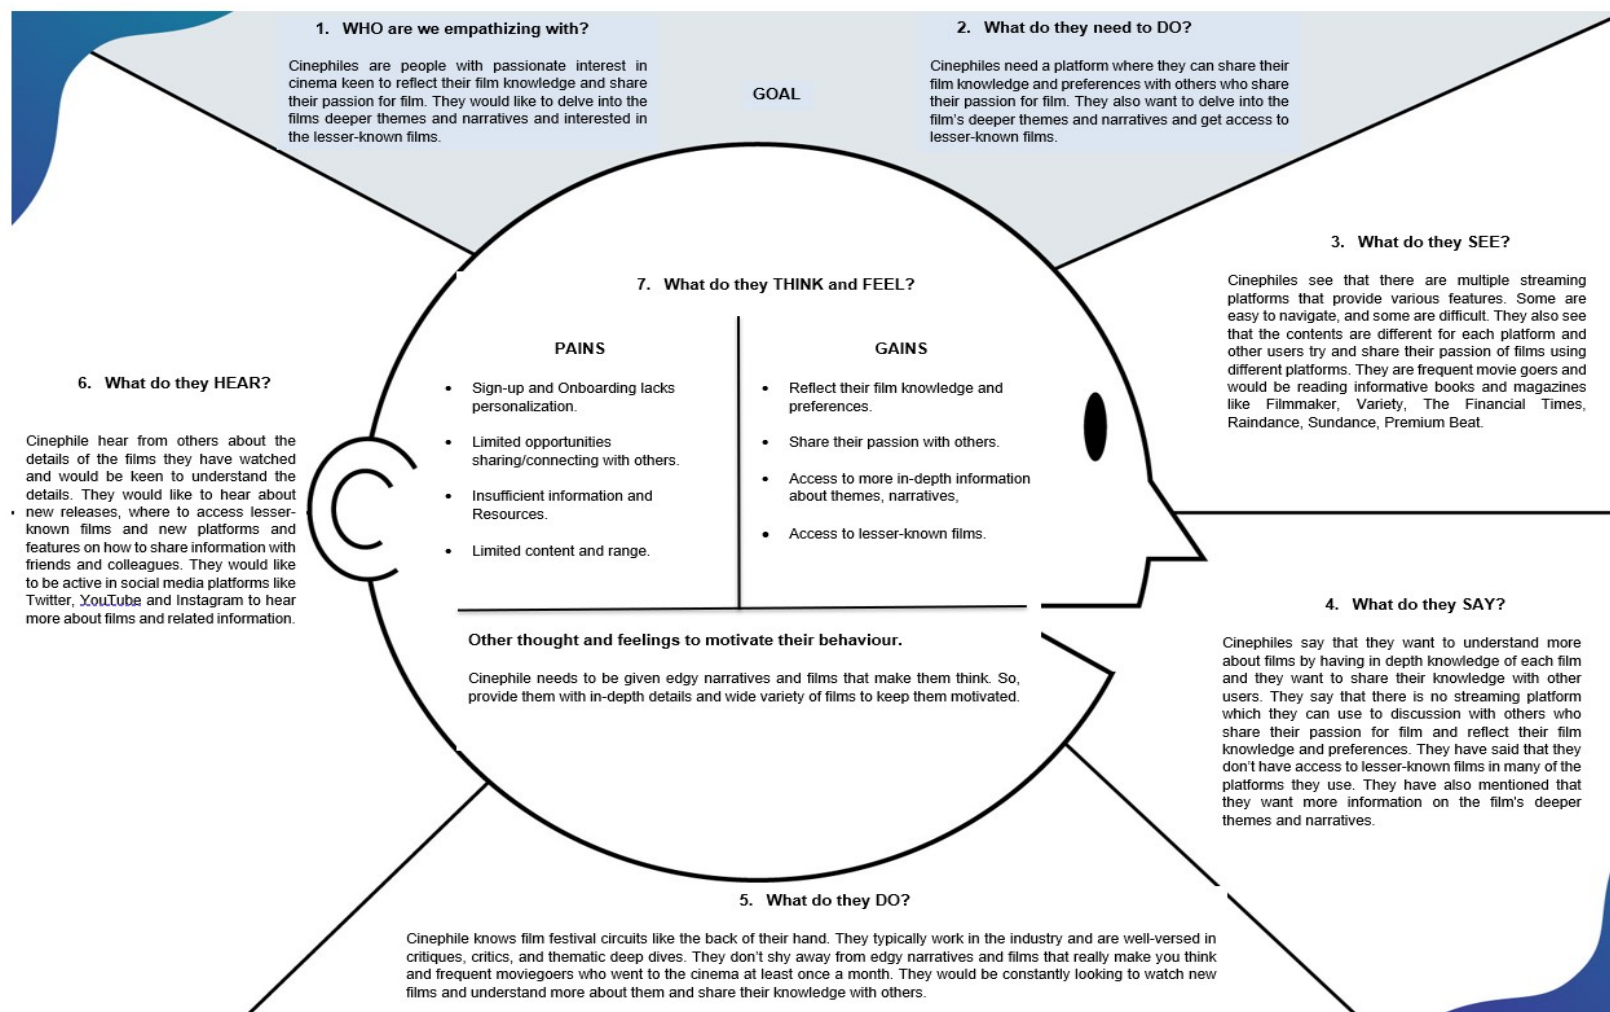 1. WHO are we empathizing with?
Cinephiles are people with passionate interest in
cinema keen to reflect their film knowledge and share
their passion for film. They would like to delve into the
films deeper themes and narratives and interested in
the lesser-known films.
GOAL
2. What do they need to DO?
Cinephiles need a platform where they can share their
film knowledge and preferences with others who share
their passion for film. They also want to delve into the
film's deeper themes and narratives and get access to
lesser-known films.
3. What do they SEE?
Cinephiles see that there are multiple streaming
platforms that provide various features. Some are
easy to navigate, and some are difficult. They also see
that the contents are different for each platform and
other users try and share their passion of films using
different platforms. They are frequent movie goers and
would be reading informative books and magazines
like Filmmaker, Variety, The Financial Times,
Raindance, Sundance, Premium Beat.
4. What do they SAY?
Cinephiles say that they want to understand more
about films by having in depth knowledge of each film
and they want to share their knowledge with other
users. They say that there is no streaming platform
which they can use to discussion with others who
share their passion for film and reflect their film
knowledge and preferences. They have said that they
don't have access to lesser-known films in many of the
platforms they use. They have also mentioned that
they want more information on the film's deeper
themes and narratives.
5. What do they DO?
Cinephile knows film festival circuits like the back of their hand. They typically work in the industry and are well-versed in
critiques, critics, and thematic deep dives. They don't shy away from edgy narratives and films that really make you think
and frequent moviegoers who went to the cinema at least once a month. They would be constantly looking to watch new
films and understand more about them and share their knowledge with others.
6. What do they HEAR?
Cinephile hear from others about the
details of the films they have watched
and would be keen to understand the
details. They would like to hear about
new releases, where to access lesser-
known films and new platforms and
features on how to share information with
friends and colleagues. They would like
to be active in social media platforms like
Twitter, YouTube and Instagram to hear
more about films and related information.
7. What do they THINK and FEEL?
PAINS
• Sign-up and Onboarding lacks
personalization.
• Limited opportunities
sharing/connecting with others.
• Insufficient information and
Resources.
• Limited content and range.
GAINS
• Reflect their film knowledge and
preferences.
• Share their passion with others.
• Access to more in-depth information
about themes, narratives,
• Access to lesser-known films.
Other thought and feelings to motivate their behaviour.
Cinephile needs to be given edgy narratives and films that make them think. So,
provide them with in-depth details and wide variety of films to keep them motivated.